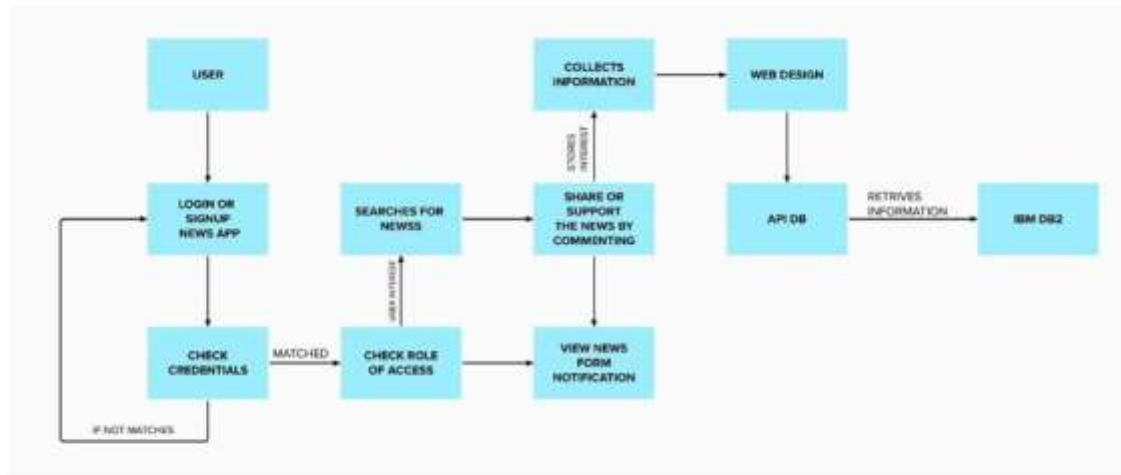 USER
LOGIN OR
SIGNUP
NEWS APP
CHECK
CREDENTIALS
IF NOT MATCHES
MATCHED
CHECK ROLE
OF ACCESS
USER INTEREST
SEARCHES FOR
NEWSS
SHARE OR
SUPPORT
THE NEWS BY
COMMENTING
VIEW NEWS
FORM
NOTIFICATION
STORES
INTEREST
COLLECTS
INFORMATION
WEB DESIGN
API DB
RETRIVES
INFORMATION
IBM DB2